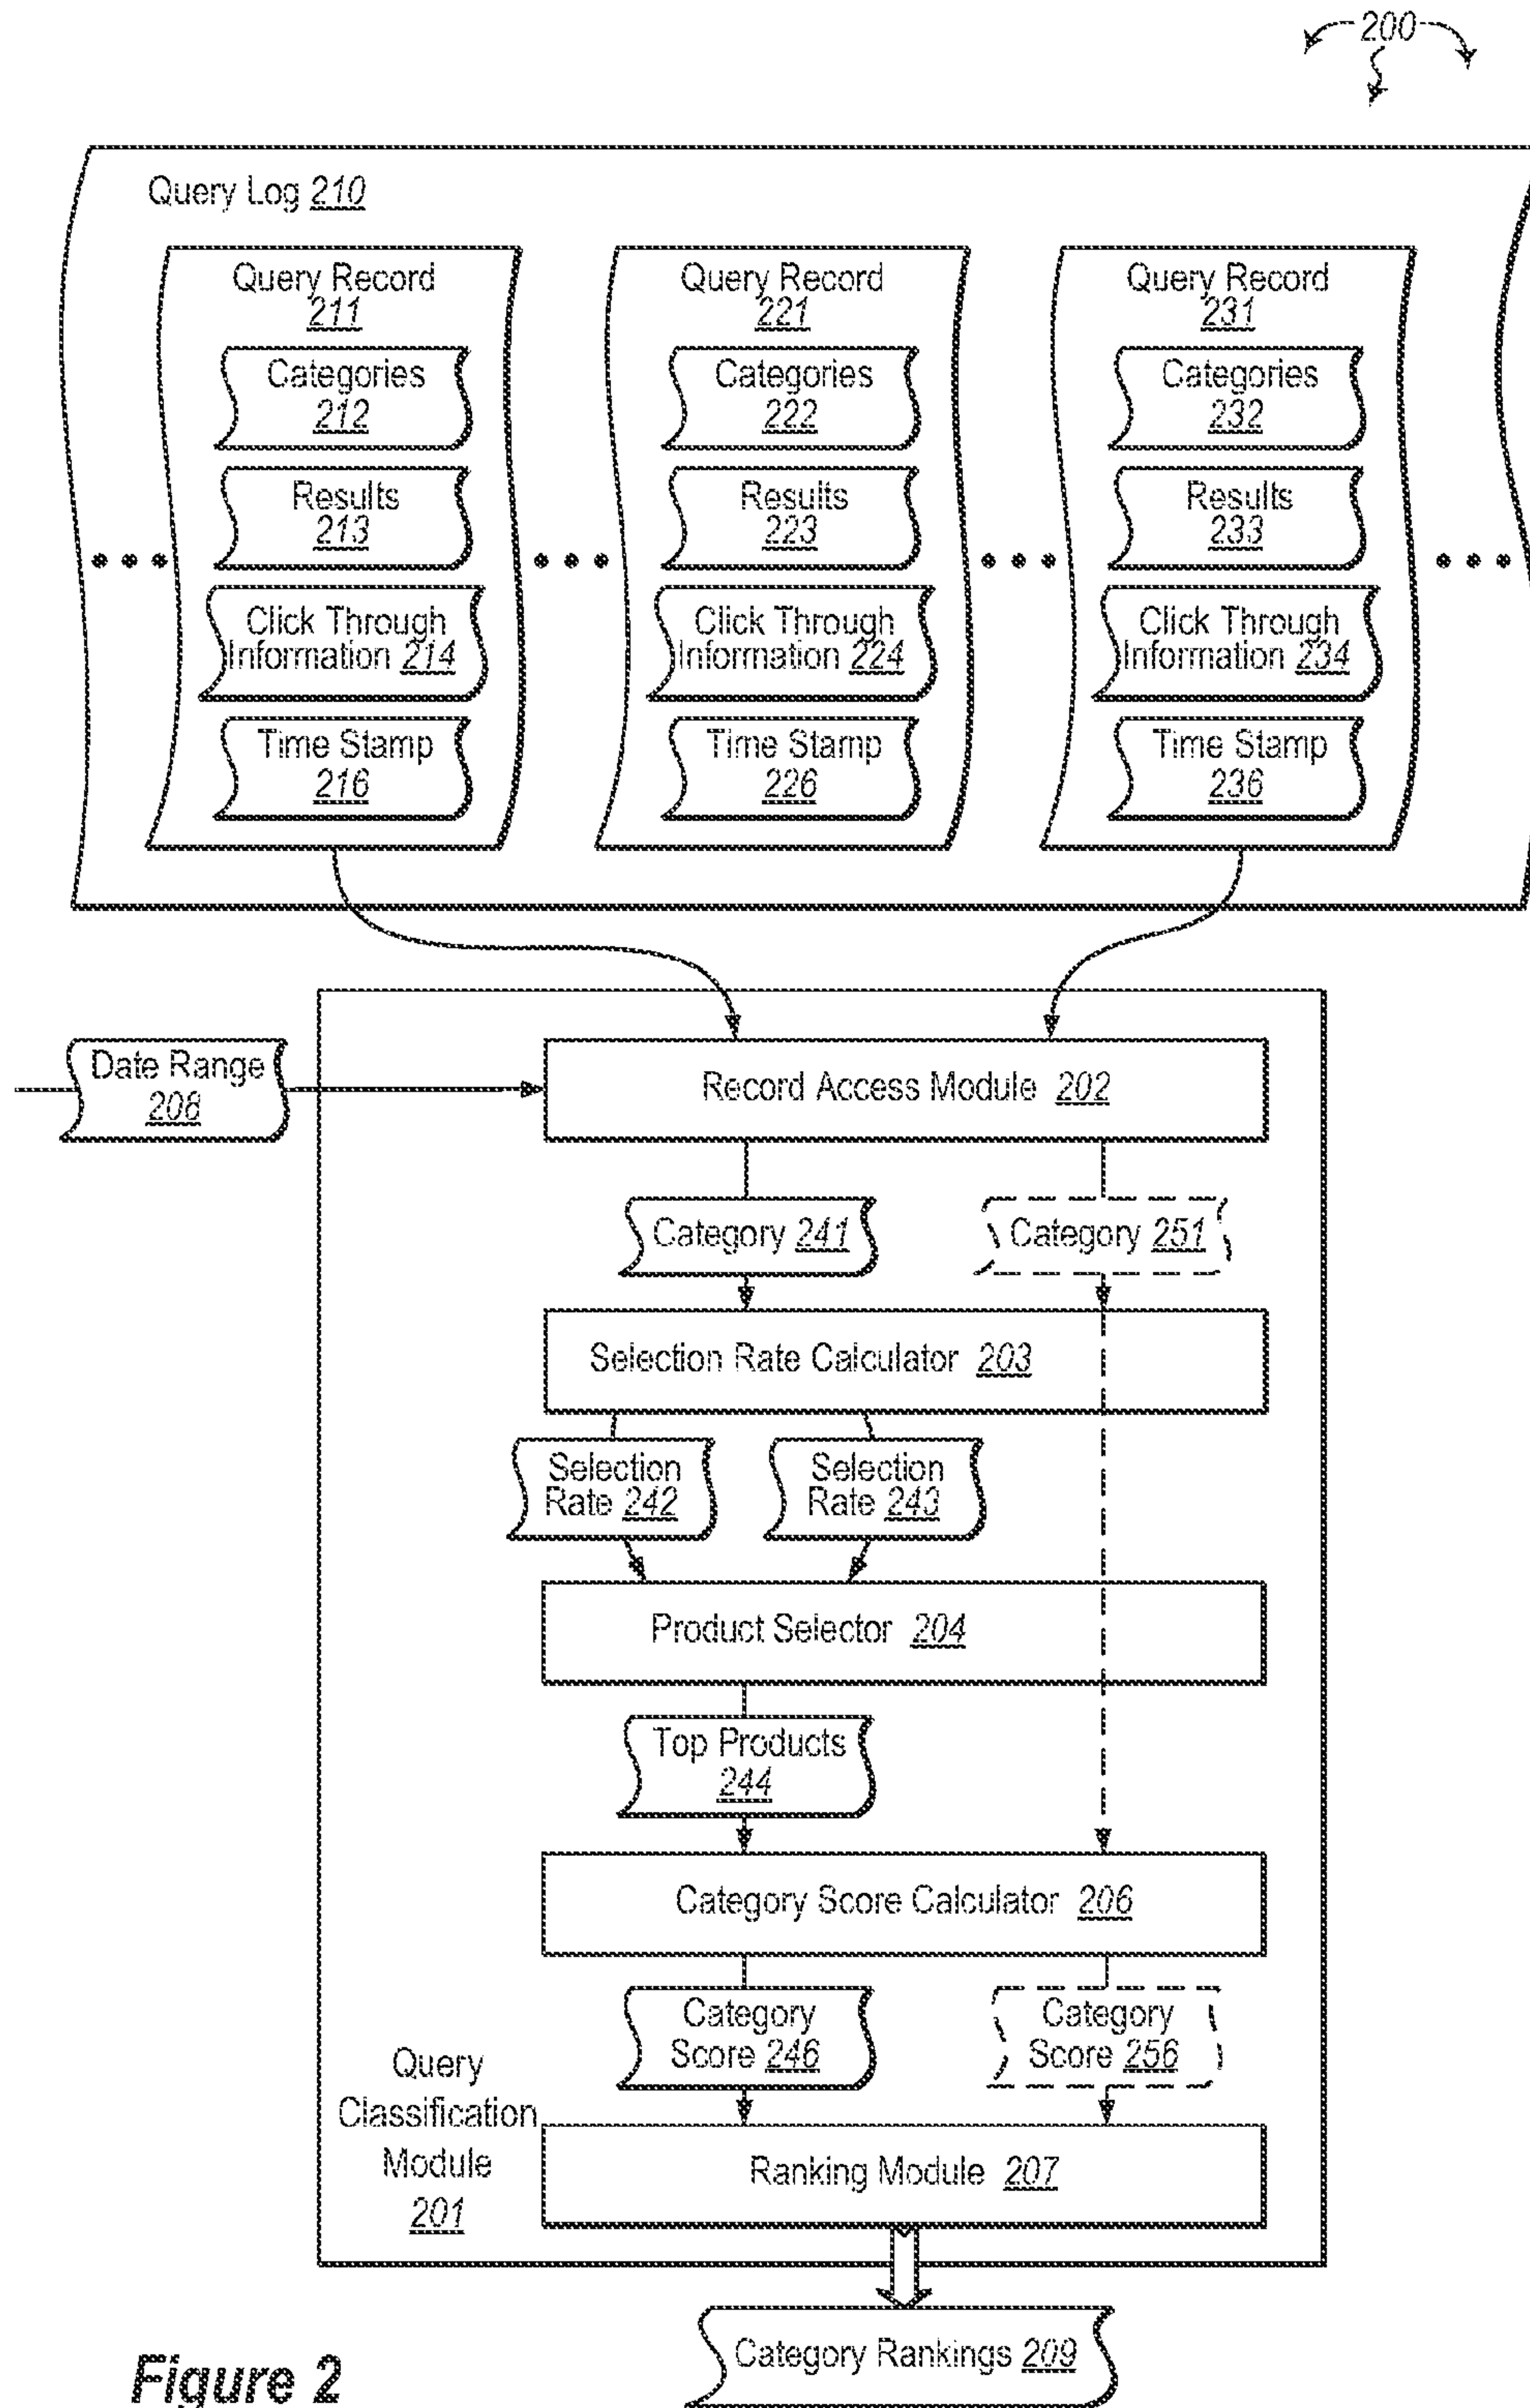 200
Query Log 210
Query Record
211
Categories
212
Results
213
Click Through
Information 214
Time Stamp
216
Query Record
221
Categories
222
Results
223
Click Through
Information 224
Time Stamp
226
Query Record
231
Categories
232
Results
233
Click Through
Information 234
Time Stamp
236
Date Range
208
Record Access Module 202
Category 241
Category 251
Selection Rate Calculator 203
Selection
Rate 242
Selection
Rate 243
Product Selector 204
Top Products
244
Category Score Calculator 206
Category
Score 246
Category
Score 256
Query
Classification
Module
201
Ranking Module 207
Category Rankings 209
Figure 2